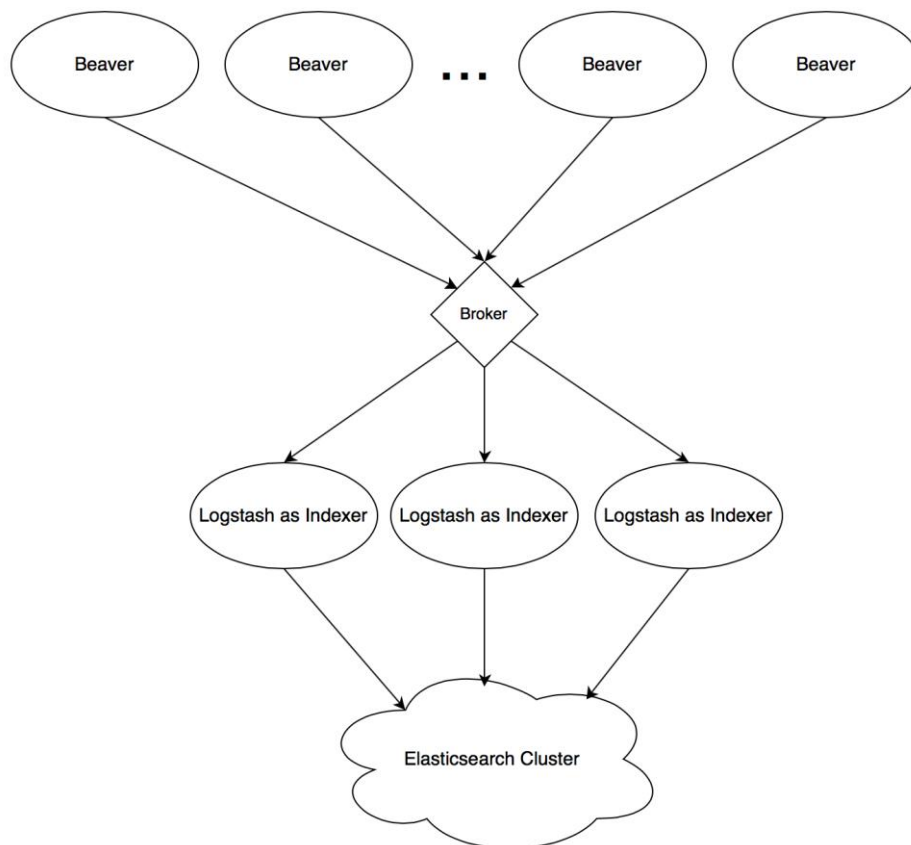 Beaver
Beaver
...
Beaver
Beaver
Broker
Logstash as Indexer
Logstash as Indexer
Logstash as Indexer
Elasticsearch Cluster